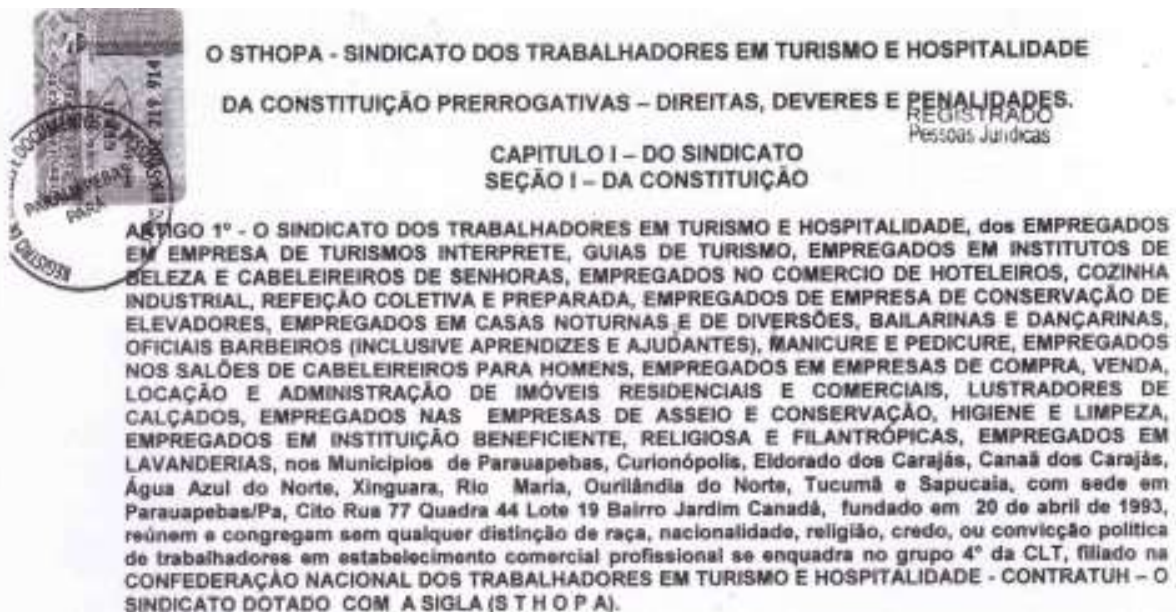 O STHOPA - SINDICATO DOS TRABALHADORES EM TURISMO E HOSPITALIDADE
DA CONSTITUIÇÃO PRERROGATIVAS – DIREITAS, DEVERES E PENALIDADES.
REGISTRADO
Pessoas Jurídicas
219 914
PARAUAPEBAS
PARÁ
CAPITULO I – DO SINDICATO
SEÇÃO I – DA CONSTITUIÇÃO
ARTIGO 1º - O SINDICATO DOS TRABALHADORES EM TURISMO E HOSPITALIDADE, dos EMPREGADOS
EM EMPRESA DE TURISMOS INTERPRETE, GUIAS DE TURISMO, EMPREGADOS EM INSTITUTOS DE
BELEZA E CABELEIREIROS DE SENHORAS, EMPREGADOS NO COMERCIO DE HOTELEIROS, COZINHA
INDUSTRIAL, REFEIÇÃO COLETIVA E PREPARADA, EMPREGADOS DE EMPRESA DE CONSERVAÇÃO DE
ELEVADORES, EMPREGADOS EM CASAS NOTURNAS E DE DIVERSÕES, BAILARINAS E DANÇARINAS,
OFICIAIS BARBEIROS (INCLUSIVE APRENDIZES E AJUDANTES), MANICURE E PEDICURE, EMPREGADOS
NOS SALÕES DE CABELEIREIROS PARA HOMENS, EMPREGADOS EM EMPRESAS DE COMPRA, VENDA,
LOCAÇÃO E ADMINISTRAÇÃO DE IMÓVEIS RESIDENCIAIS E COMERCIAIS, LUSTRADORES DE
CALÇADOS, EMPREGADOS NAS EMPRESAS DE ASSEIO E CONSERVAÇÃO, HIGIENE E LIMPEZA,
EMPREGADOS EM INSTITUIÇÃO BENEFICIENTE, RELIGIOSA E FILANTRÓPICAS, EMPREGADOS EM
LAVANDERIAS, nos Municipios de Parauapebas, Curionópolis, Eldorado dos Carajás, Canaã dos Carajás,
Água Azul do Norte, Xinguara, Rio Maria, Ourilândia do Norte, Tucumã e Sapucaia, com sede em
Parauapebas/Pa, Cito Rua 77 Quadra 44 Lote 19 Bairro Jardim Canadá, fundado em 20 de abril de 1993,
reúnem e congregam sem qualquer distinção de raça, nacionalidade, religião, credo, ou convicção política
de trabalhadores em estabelecimento comercial profissional se enquadra no grupo 4º da CLT, filiado na
CONFEDERAÇÃO NACIONAL DOS TRABALHADORES EM TURISMO E HOSPITALIDADE - CONTRATUH – O
SINDICATO DOTADO COM A SIGLA (S T H O P A).